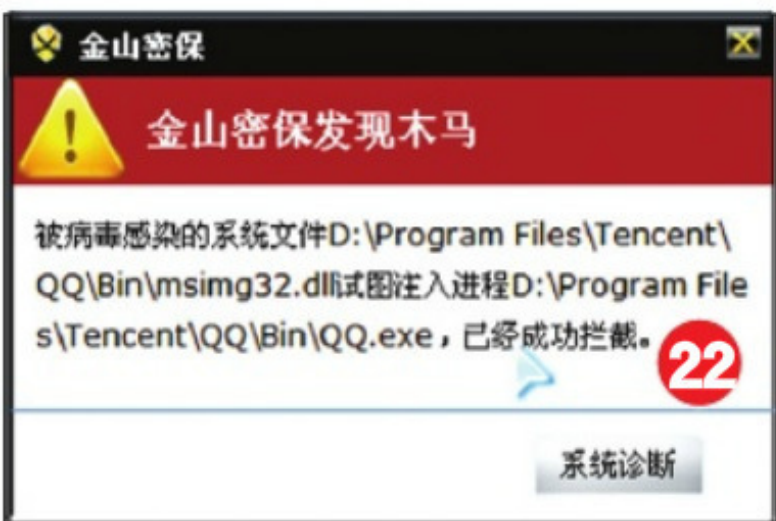 金山密保
金山密保发现木马
被病毒感染的系统文件D:\Program Files\Tencent\
QQ\Bin\msimg32.dll试图注入进程D:\Program File
s\Tencent\QQ\Bin\QQ.exe，已经成功拦截。
22
系统诊断